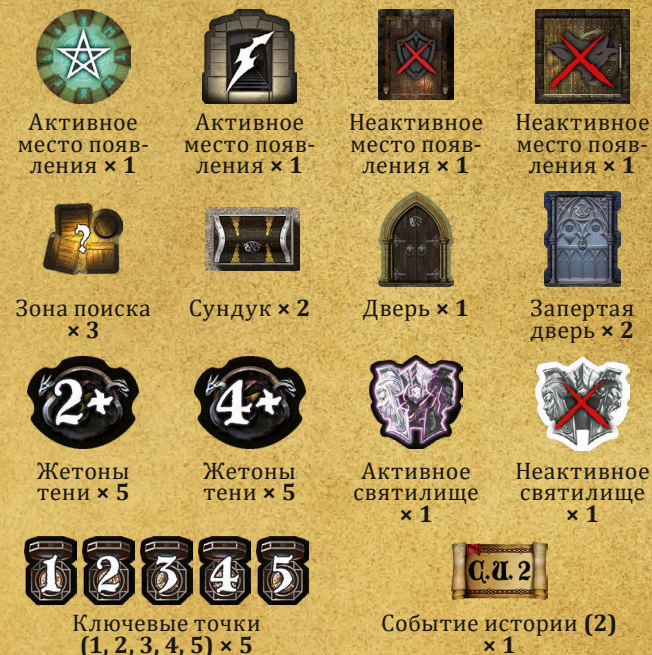 Активное
место появ-
ления × 1
Активное
место появ-
ления × 1
Неактивное
место появ-
ления × 1
Неактивное
место появ-
ления × 1
?
Зона поиска
× 3
Сундук × 2
Дверь × 1
Запертая
дверь × 2
2+
4+
Жетоны
тени × 5
Жетоны
тени × 5
Активное
святилище
× 1
Неактивное
святилище
× 1
1 2 3 4 5
С.И. 2
Ключевые точки
(1, 2, 3, 4, 5) × 5
Событие истории (2)
× 1